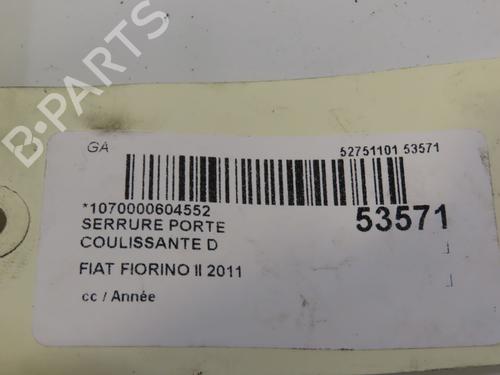 B-PARTS
GA
52751101 53571
*1070000604552
53571
SERRURE PORTE
COULISSANTE D
FIAT FIORINO II 2011
cc / Année